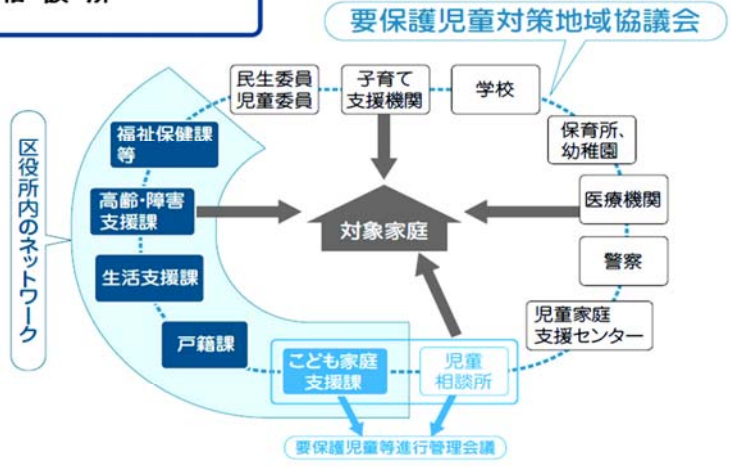 要保護児童対策地域協議会
民生委員
児童委員
子育て
支援機関
学校
保育所、
幼稚園
医療機関
警察
児童家庭
支援センター
福祉保健課
等
高齢・障害
支援課
生活支援課
戸籍課
こども家庭
支援課
児童
相談所
対象家庭
区役所内のネットワーク
要保護児童等進行管理会議